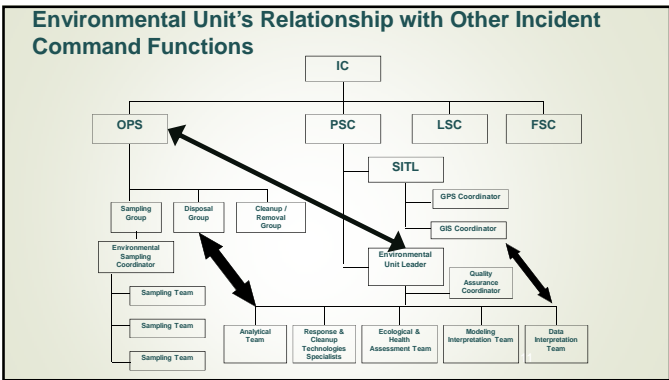 Environmental Unit's Relationship with Other Incident
Command Functions
IC
OPS
PSC
LSC
FSC
SITL
GPS Coordinator
GIS Coordinator
Sampling
Group
Disposal
Group
Cleanup /
Removal
Group
Environmental
Sampling
Coordinator
Environmental
Unit Leader
Quality
Assurance
Coordinator
Sampling Team
Sampling Team
Sampling Team
Analytical
Team
Response &
Cleanup
Technologies
Specialists
Ecological &
Health
Assessment Team
Modeling
Interpretation Team
Data
Interpretation
Team